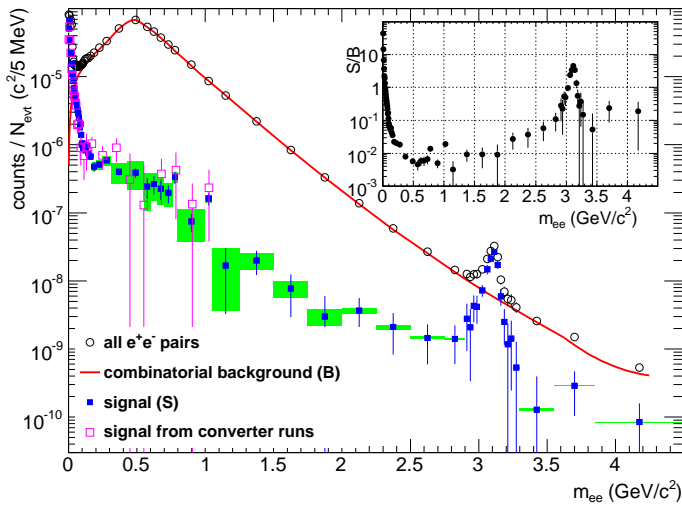 counts / N_evt (c²/5 MeV)
10⁻⁵
10⁻⁶
10⁻⁷
10⁻⁸
10⁻⁹
10⁻¹⁰
S/B
10
1
10⁻¹
10⁻²
10⁻³
0 0.5 1 1.5 2 2.5 3 3.5 4
m_ee (GeV/c²)
all e⁺e⁻ pairs
combinatorial background (B)
signal (S)
signal from converter runs
0 0.5 1 1.5 2 2.5 3 3.5 4 4.5
m_ee (GeV/c²)